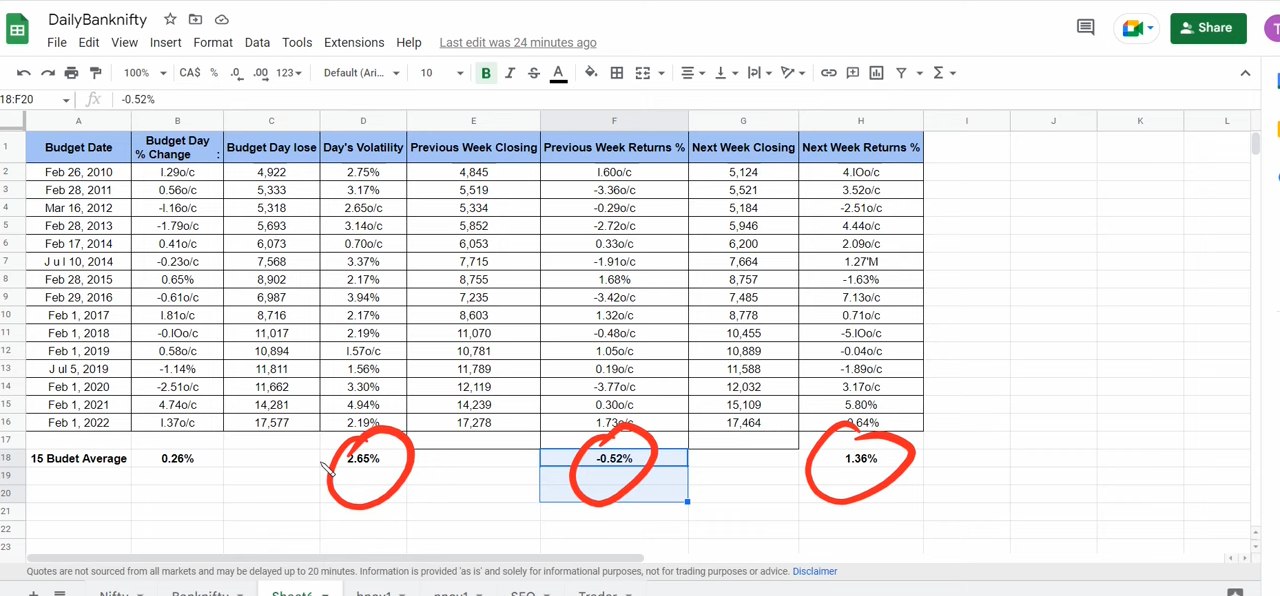 DailyBanknifty
File Edit View Insert Format Data Tools Extensions Help Last edit was 24 minutes ago
Share
100% CA$ % .0 .00 123 Default (Ari... 10 B I S A
18:F20 fx -0.52%
A B C D E F G H I J K L
1 Budget Date Budget Day % Change : Budget Day lose Day's Volatility Previous Week Closing Previous Week Returns % Next Week Closing Next Week Returns %
2 Feb 26, 2010 I.29o/c 4,922 2.75% 4,845 I.60o/c 5,124 4.IOo/c
3 Feb 28, 2011 0.56o/c 5,333 3.17% 5,519 -3.36o/c 5,521 3.52o/c
4 Mar 16, 2012 -I.16o/c 5,318 2.65o/c 5,334 -0.29o/c 5,184 -2.51o/c
5 Feb 28, 2013 -1.79o/c 5,693 3.14o/c 5,852 -2.72o/c 5,946 4.44o/c
6 Feb 17, 2014 0.41o/c 6,073 0.70o/c 6,053 0.33o/c 6,200 2.09o/c
7 J u l 10, 2014 -0.23o/c 7,568 3.37% 7,715 -1.91o/c 7,664 1.27'M
8 Feb 28, 2015 0.65% 8,902 2.17% 8,755 1.68% 8,757 -1.63%
9 Feb 29, 2016 -0.61o/c 6,987 3.94% 7,235 -3.42o/c 7,485 7.13o/c
10 Feb 1, 2017 I.81o/c 8,716 2.17% 8,603 1.32o/c 8,778 0.71o/c
11 Feb 1, 2018 -0.IOo/c 11,017 2.19% 11,070 -0.48o/c 10,455 -5.IOo/c
12 Feb 1, 2019 0.58o/c 10,894 I.57o/c 10,781 1.05o/c 10,889 -0.04o/c
13 Jul 5, 2019 -1.14% 11,811 1.56% 11,789 0.19o/c 11,588 -1.89o/c
14 Feb 1, 2020 -2.51o/c 11,662 3.30% 12,119 -3.77o/c 12,032 3.17o/c
15 Feb 1, 2021 4.74o/c 14,281 4.94% 14,239 0.30o/c 15,109 5.80%
16 Feb 1, 2022 I.37o/c 17,577 2.19% 17,278 1.73o/c 17,464
17
18 15 Budet Average 0.26% 2.65% -0.52% 1.36%
19
20
21
22
23
Quotes are not sourced from all markets and may be delayed up to 20 minutes. Information is provided 'as is' and solely for informational purposes, not for trading purposes or advice. Disclaimer
Nifty Banknifty Sheet6